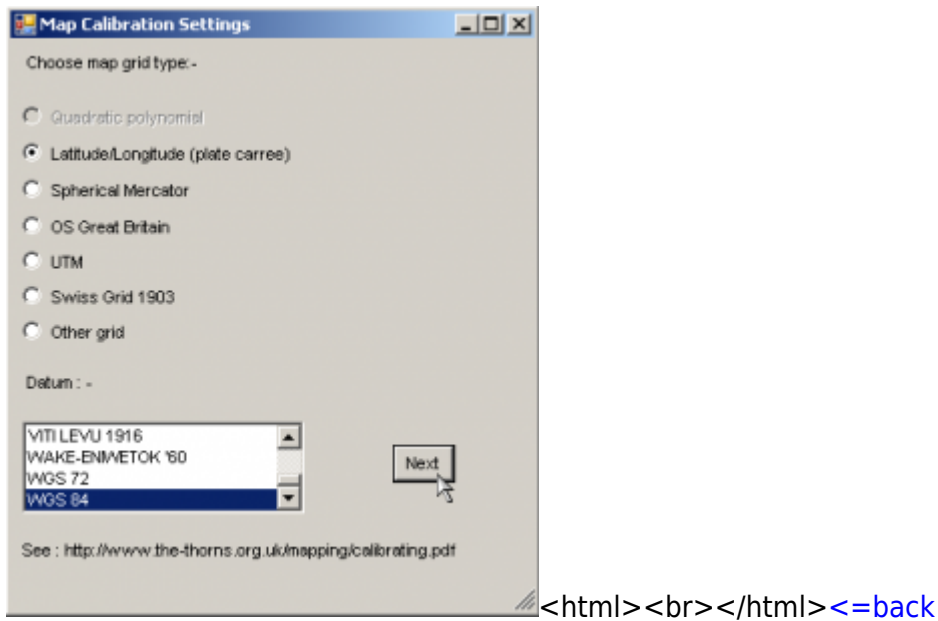 Map Calibration Settings
Choose map grid type:-
Quadratic polynomial
Latitude/Longitude (plate carree)
Spherical Mercator
OS Great Britain
UTM
Swiss Grid 1903
Other grid
Datum : -
VITI LEVU 1916
WAKE-ENIWETOK '60
WGS 72
WGS 84
Next
See : http://www.the-thorns.org.uk/mapping/calibrating.pdf
<html><br></html><=back